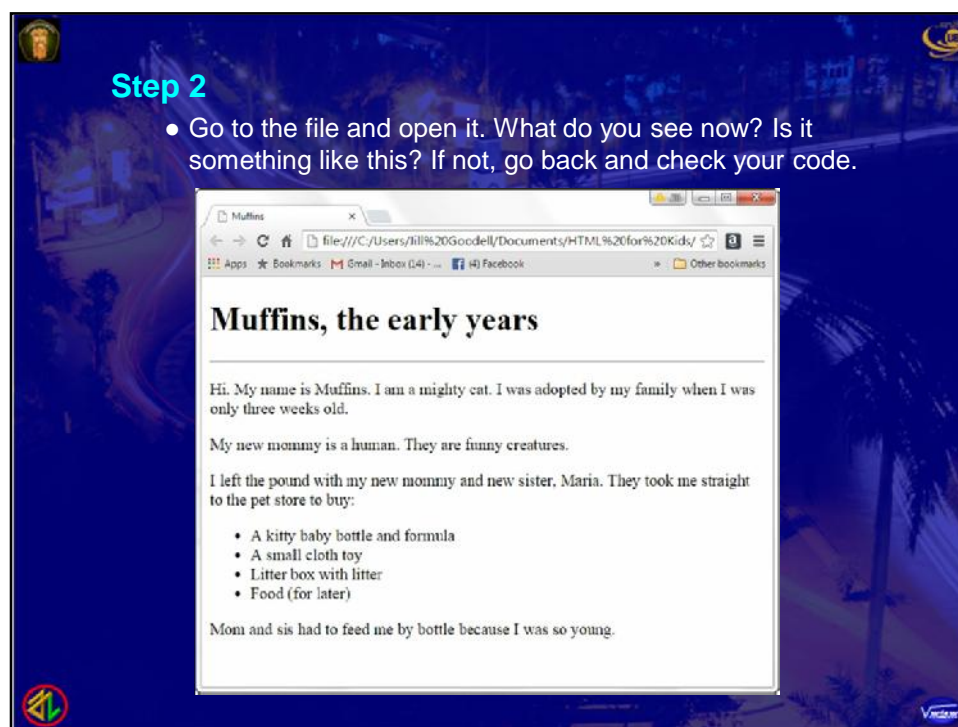 Step 2
● Go to the file and open it. What do you see now? Is it
something like this? If not, go back and check your code.
Muffins
file:///C:/Users/Jill%20Goodell/Documents/HTML%20for%20Kids/
Apps Bookmarks Gmail - Inbox (14) - ... (4) Facebook » Other bookmarks
Muffins, the early years
Hi. My name is Muffins. I am a mighty cat. I was adopted by my family when I was
only three weeks old.
My new mommy is a human. They are funny creatures.
I left the pound with my new mommy and new sister, Maria. They took me straight
to the pet store to buy:
• A kitty baby bottle and formula
• A small cloth toy
• Litter box with litter
• Food (for later)
Mom and sis had to feed me by bottle because I was so young.